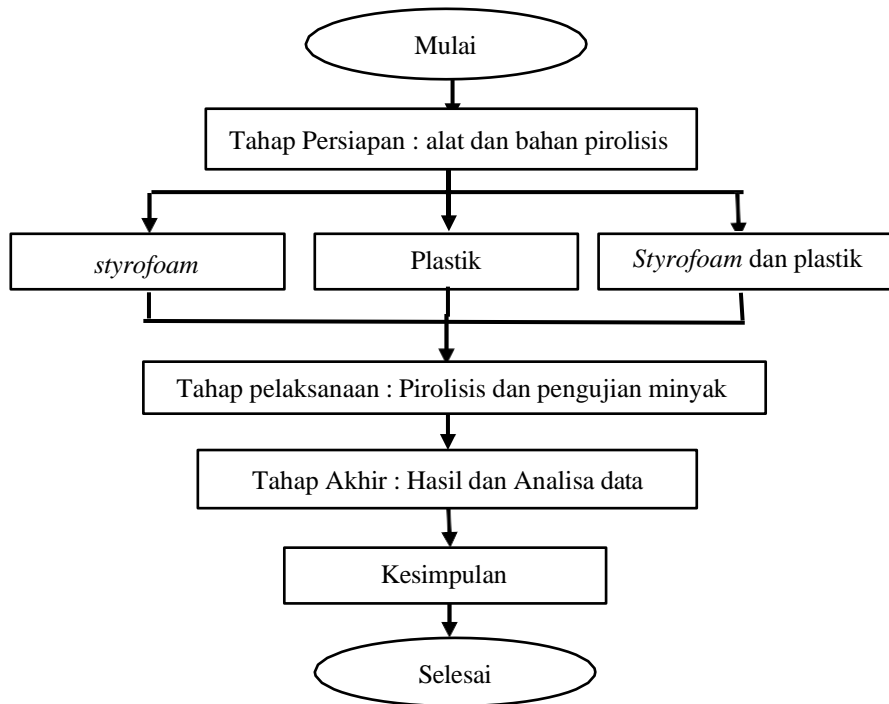 Mulai
Tahap Persiapan : alat dan bahan pirolisis
styrofoam
Plastik
Styrofoam dan plastik
Tahap pelaksanaan : Pirolisis dan pengujian minyak
Tahap Akhir : Hasil dan Analisa data
Kesimpulan
Selesai